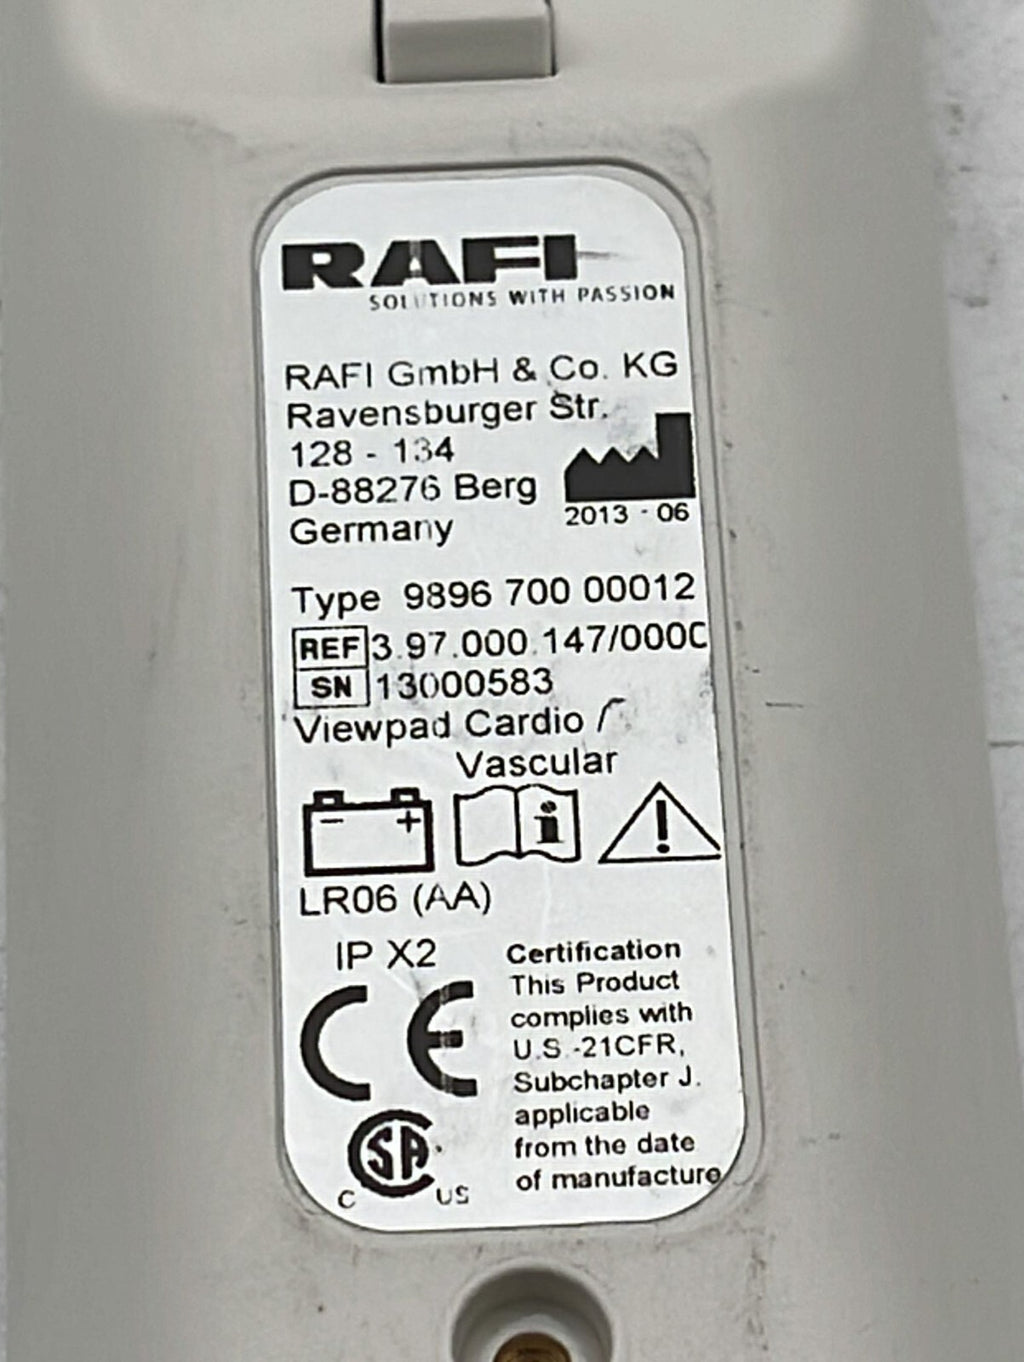 RAFI
SOLUTIONS WITH PASSION
RAFI GmbH & Co. KG
Ravensburger Str.
128 - 134
D-88276 Berg
Germany
2013 - 06
Type 9896 700 00012
REF 3.97.000.147/0000
SN 13000583
Viewpad Cardio /
Vascular
- +
i
!
LR06 (AA)
IP X2
CE
Certification
This Product
complies with
U.S.-21CFR,
Subchapter J.
applicable
from the date
of manufacture
SA
C US